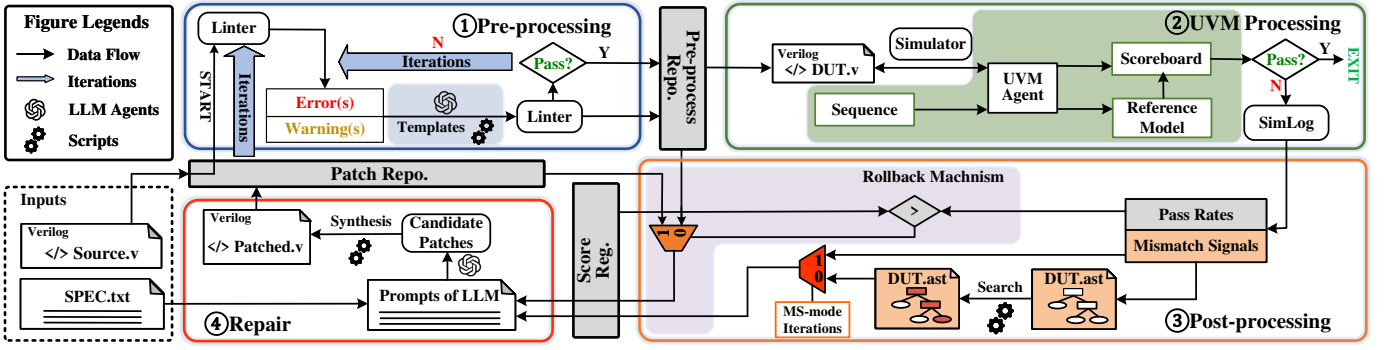 Figure Legends
Data Flow
Iterations
LLM Agents
Scripts
Inputs
Verilog
</> Source.v
SPEC.txt
①Pre-processing
Linter
START
Iterations
N
Iterations
Error(s)
Warning(s)
Templates
Pass?
Y
Linter
Pre-process
Repo.
②UVM Processing
Verilog
</> DUT.v
Simulator
Sequence
UVM
Agent
Scoreboard
Reference
Model
Pass?
Y
EXIT
N
SimLog
Patch Repo.
Verilog
</> Patched.v
Synthesis
Candidate
Patches
Prompts of LLM
④Repair
Score
Reg.
Rollback Machnism
>
1
0
Pass Rates
Mismatch Signals
1
0
MS-mode
Iterations
DUT.ast
Search
DUT.ast
③Post-processing